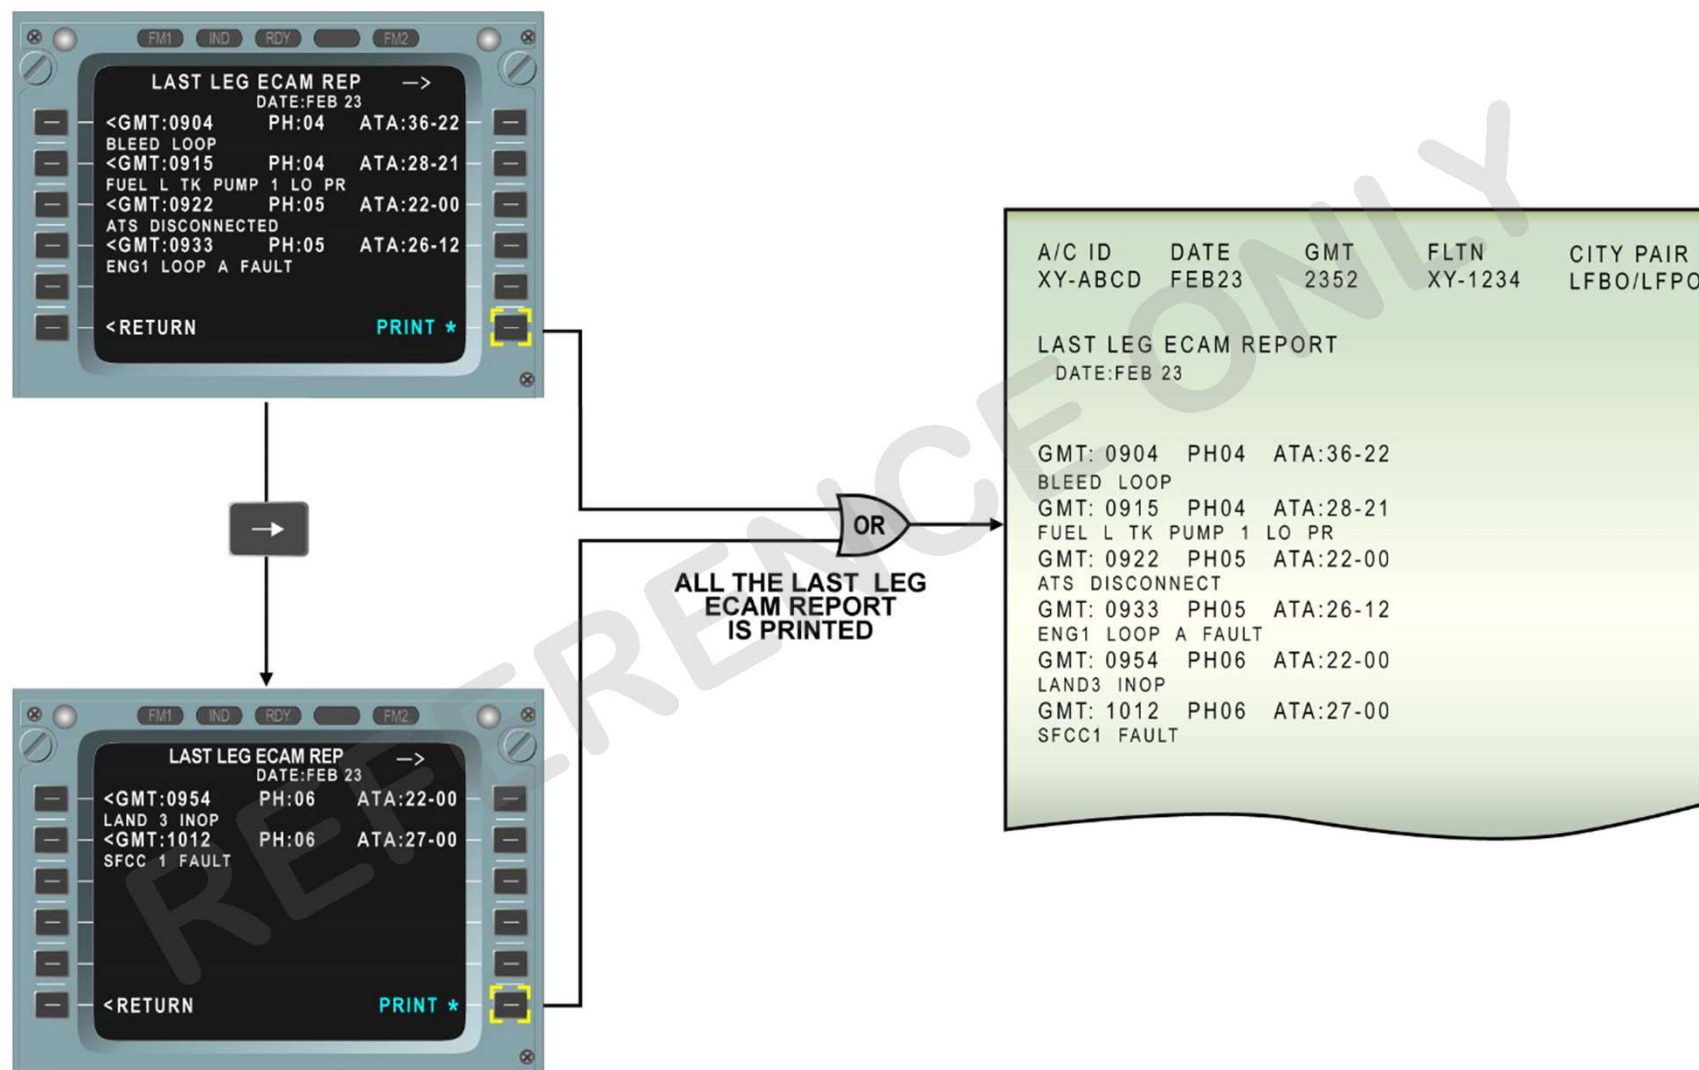 FM1 IND RDY FM2
LAST LEG ECAM REP —>
DATE:FEB 23
<GMT:0904 PH:04 ATA:36-22
BLEED LOOP
<GMT:0915 PH:04 ATA:28-21
FUEL L TK PUMP 1 LO PR
<GMT:0922 PH:05 ATA:22-00
ATS DISCONNECTED
<GMT:0933 PH:05 ATA:26-12
ENG1 LOOP A FAULT
<RETURN PRINT *
→
FM1 IND RDY FM2
LAST LEG ECAM REP —>
DATE:FEB 23
<GMT:0954 PH:06 ATA:22-00
LAND 3 INOP
<GMT:1012 PH:06 ATA:27-00
SFCC 1 FAULT
<RETURN PRINT *
OR
ALL THE LAST LEG
ECAM REPORT
IS PRINTED
A/C ID DATE GMT FLTN CITY PAIR
XY-ABCD FEB23 2352 XY-1234 LFBO/LFPO
LAST LEG ECAM REPORT
DATE:FEB 23
GMT: 0904 PH04 ATA:36-22
BLEED LOOP
GMT: 0915 PH04 ATA:28-21
FUEL L TK PUMP 1 LO PR
GMT: 0922 PH05 ATA:22-00
ATS DISCONNECT
GMT: 0933 PH05 ATA:26-12
ENG1 LOOP A FAULT
GMT: 0954 PH06 ATA:22-00
LAND3 INOP
GMT: 1012 PH06 ATA:27-00
SFCC1 FAULT
REFERENCE ONLY